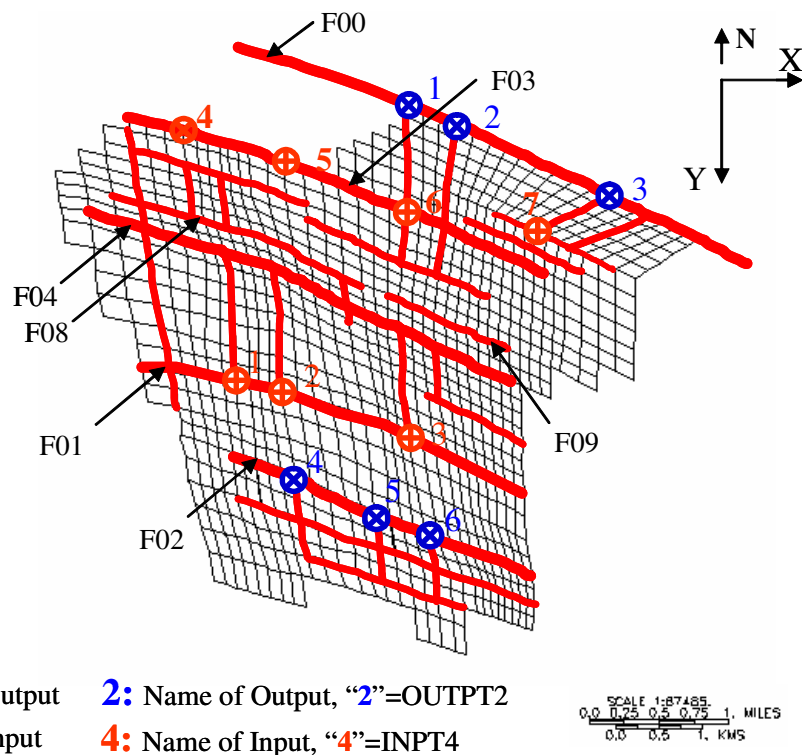 F00
N
X
F03
1
2
4
5
Y
3
7
6
F04
F08
1
2
F09
F01
3
4
5
6
F02
utput 2: Name of Output, “2”=OUTPT2
nput 4: Name of Input, “4”=INPT4
SCALE 1:87485.
0.0 0.25 0.5 0.75 1. MILES
0.0 0.5 1. KMS